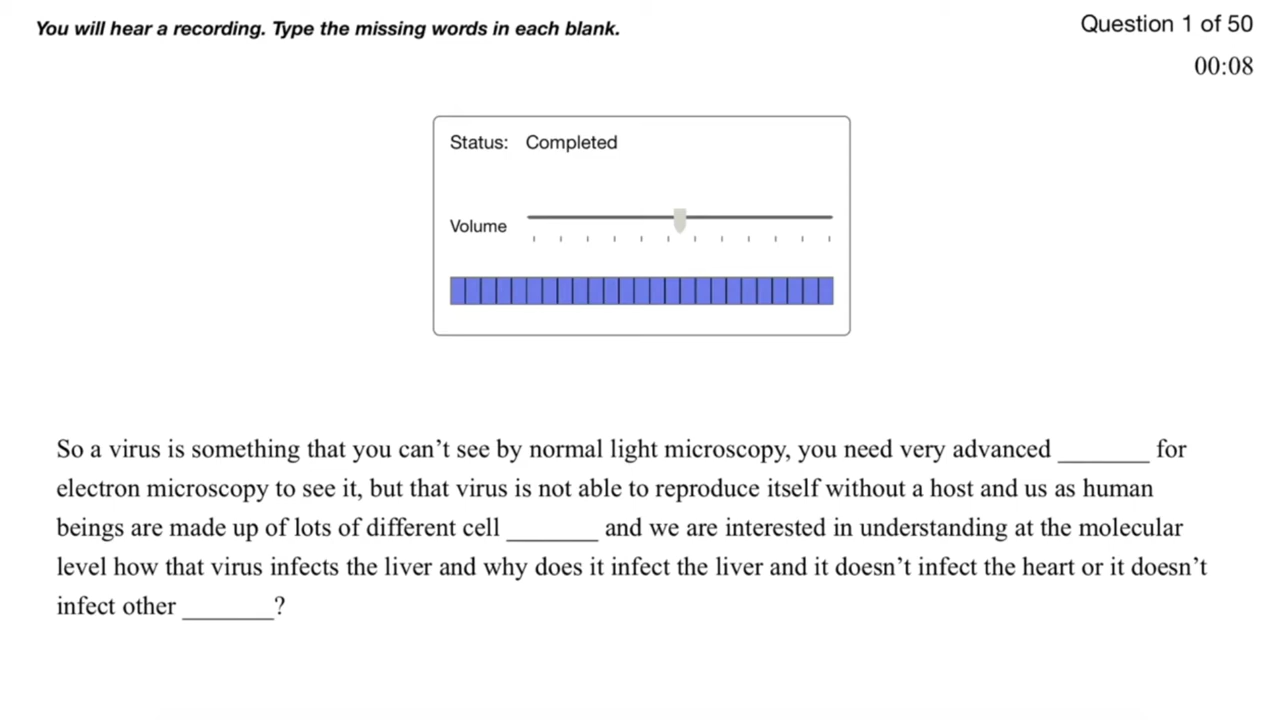 You will hear a recording. Type the missing words in each blank.
Question 1 of 50
00:08
Status: Completed
Volume
So a virus is something that you can’t see by normal light microscopy, you need very advanced ________ for
electron microscopy to see it, but that virus is not able to reproduce itself without a host and us as human
beings are made up of lots of different cell ________ and we are interested in understanding at the molecular
level how that virus infects the liver and why does it infect the liver and it doesn’t infect the heart or it doesn’t
infect other ________?